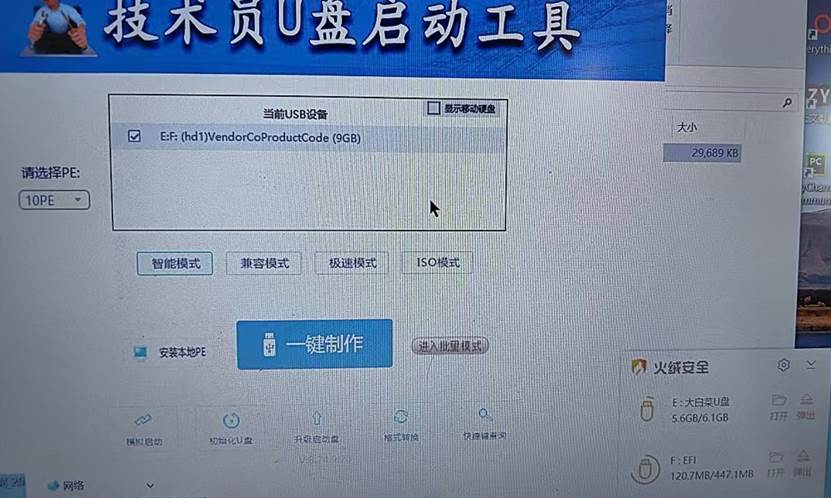 技术员U盘启动工具
当前USB设备
显示移动硬盘
E:F: (hd1)VendorCoProductCode (9GB)
请选择PE:
10PE
大小
29,689 KB
智能模式
兼容模式
极速模式
ISO模式
安装本地PE
一键制作
进入批量模式
模拟启动
初始化U盘
升级启动盘
格式转换
快捷键查询
火绒安全
E : 大白菜U盘
5.6GB/6.1GB
打开
弹出
F : EFI
120.7MB/447.1MB
打开
弹出
网络
ZY
PC